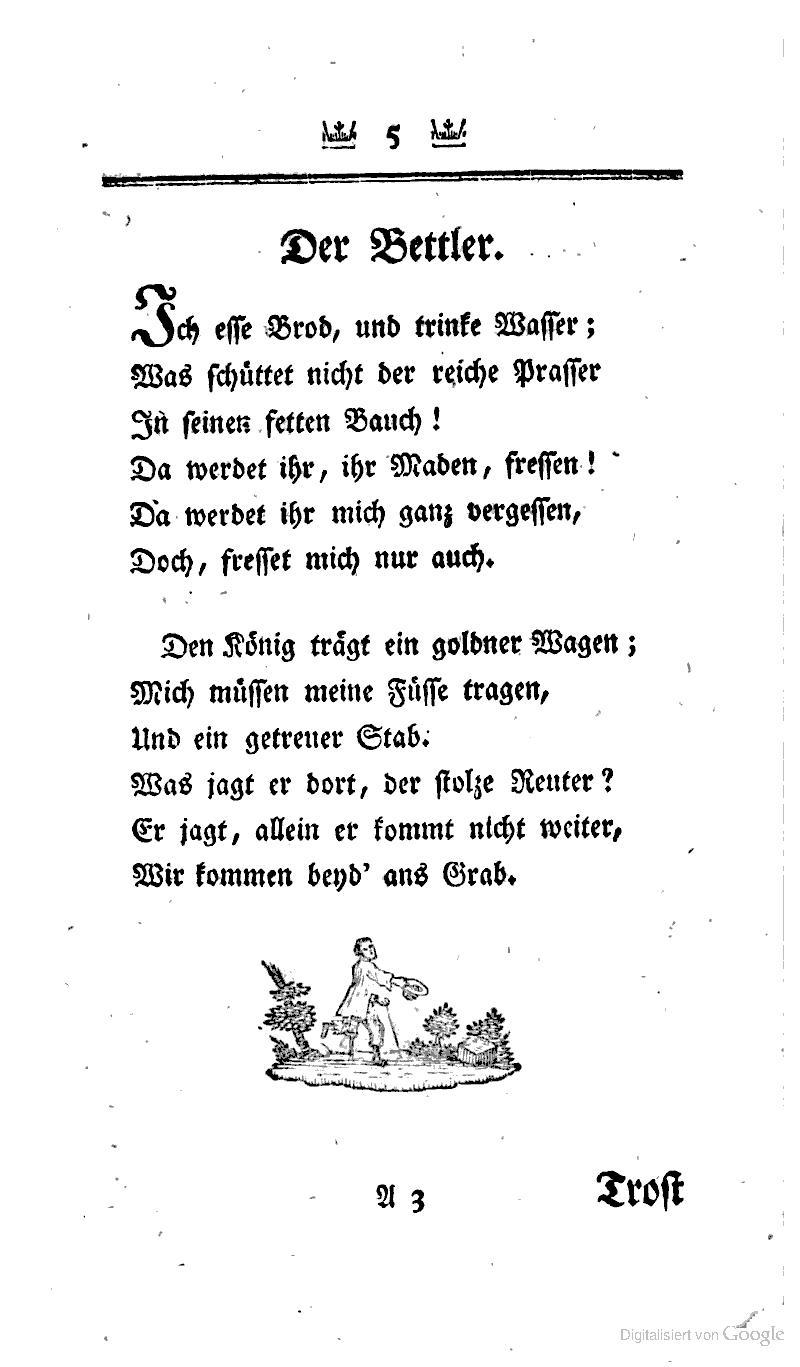 5
Der Bettler.
Ich esse Brod, und trinke Wasser;
Was schüttet nicht der reiche Prasser
In seinen fetten Bauch!
Da werdet ihr, ihr Maden, fressen!
Da werdet ihr mich ganz vergessen,
Doch, fresset mich nur auch.
Den König trägt ein goldner Wagen;
Mich müssen meine Füsse tragen,
Und ein getreuer Stab.
Was jagt er dort, der stolze Reuter?
Er jagt, allein er kommt nicht weiter,
Wir kommen beyd' ans Grab.
A 3
Trost
Digitalisiert von Google